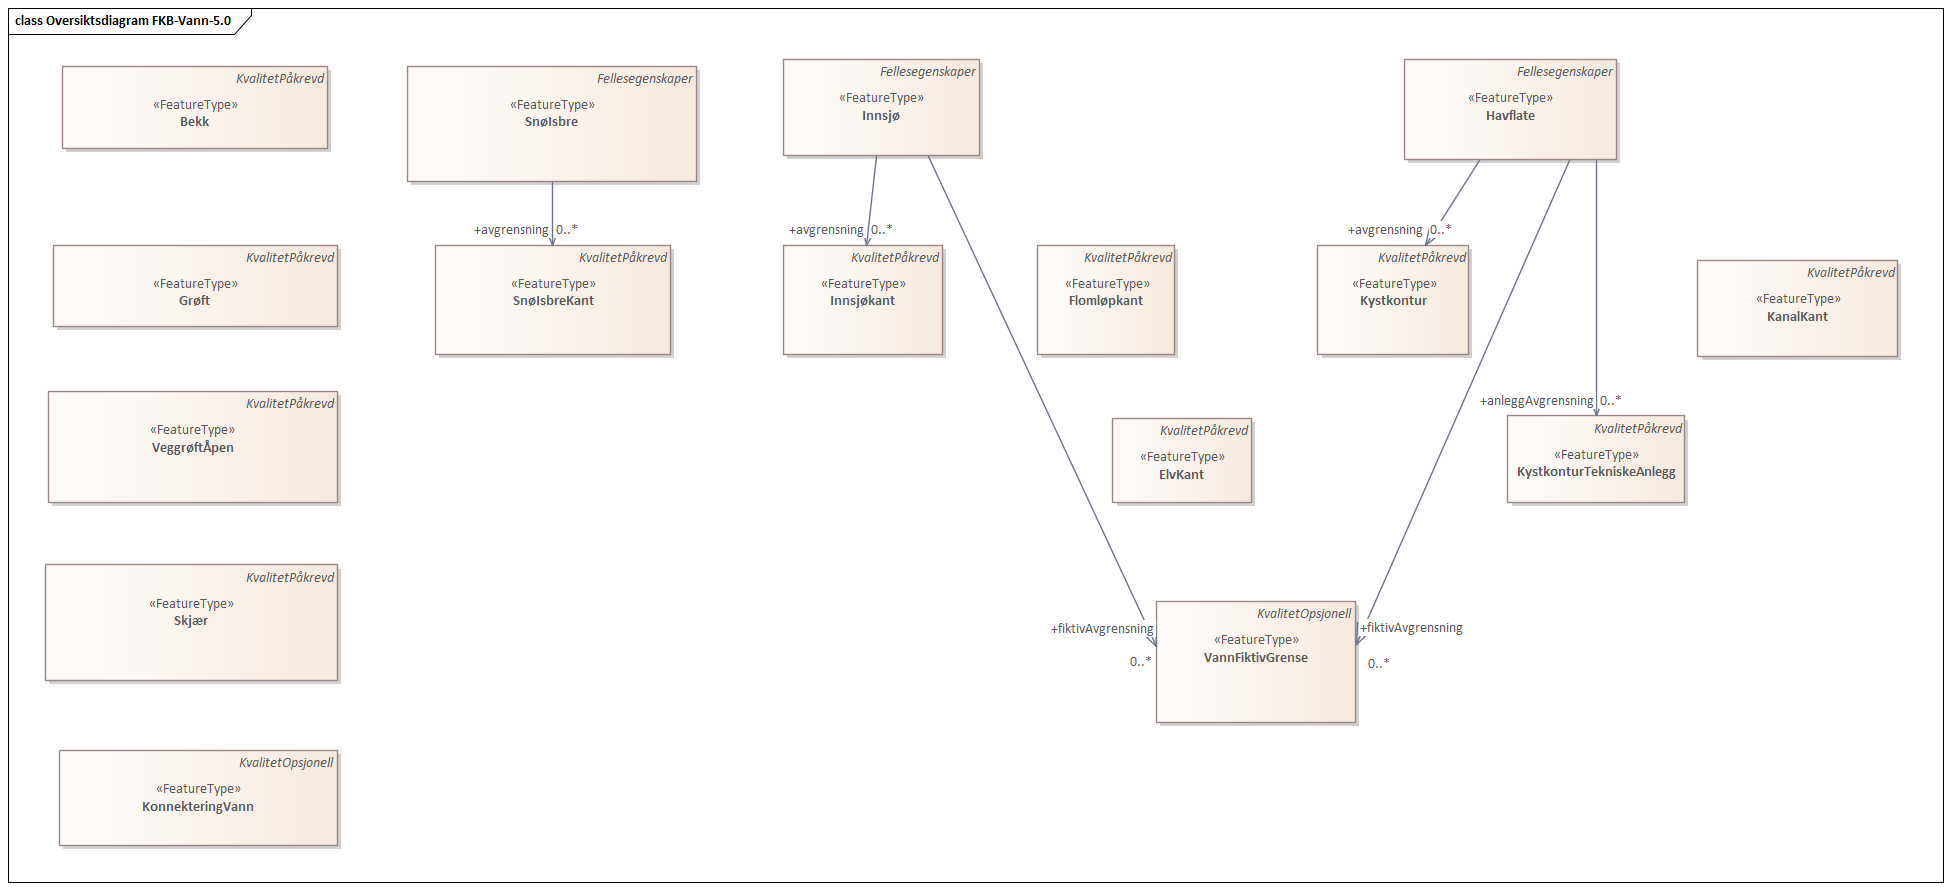 class Oversiktsdiagram FKB-Vann-5.0
KvalitetPåkrevd
«FeatureType»
Bekk
Fellesegenskaper
«FeatureType»
SnøIsbre
Fellesegenskaper
«FeatureType»
Innsjø
Fellesegenskaper
«FeatureType»
Havflate
+avgrensning 0..*
+avgrensning 0..*
+avgrensning 0..*
KvalitetPåkrevd
«FeatureType»
Grøft
KvalitetPåkrevd
«FeatureType»
SnøIsbreKant
KvalitetPåkrevd
«FeatureType»
Innsjøkant
KvalitetPåkrevd
«FeatureType»
Flomløpkant
KvalitetPåkrevd
«FeatureType»
Kystkontur
KvalitetPåkrevd
«FeatureType»
KanalKant
KvalitetPåkrevd
«FeatureType»
VeggrøftÅpen
KvalitetPåkrevd
«FeatureType»
ElvKant
+anleggAvgrensning 0..*
KvalitetPåkrevd
«FeatureType»
KystkonturTekniskeAnlegg
KvalitetPåkrevd
«FeatureType»
Skjær
+fiktivAvgrensning
0..*
KvalitetOpsjonell
«FeatureType»
VannFiktivGrense
+fiktivAvgrensning
0..*
KvalitetOpsjonell
«FeatureType»
KonnekteringVann